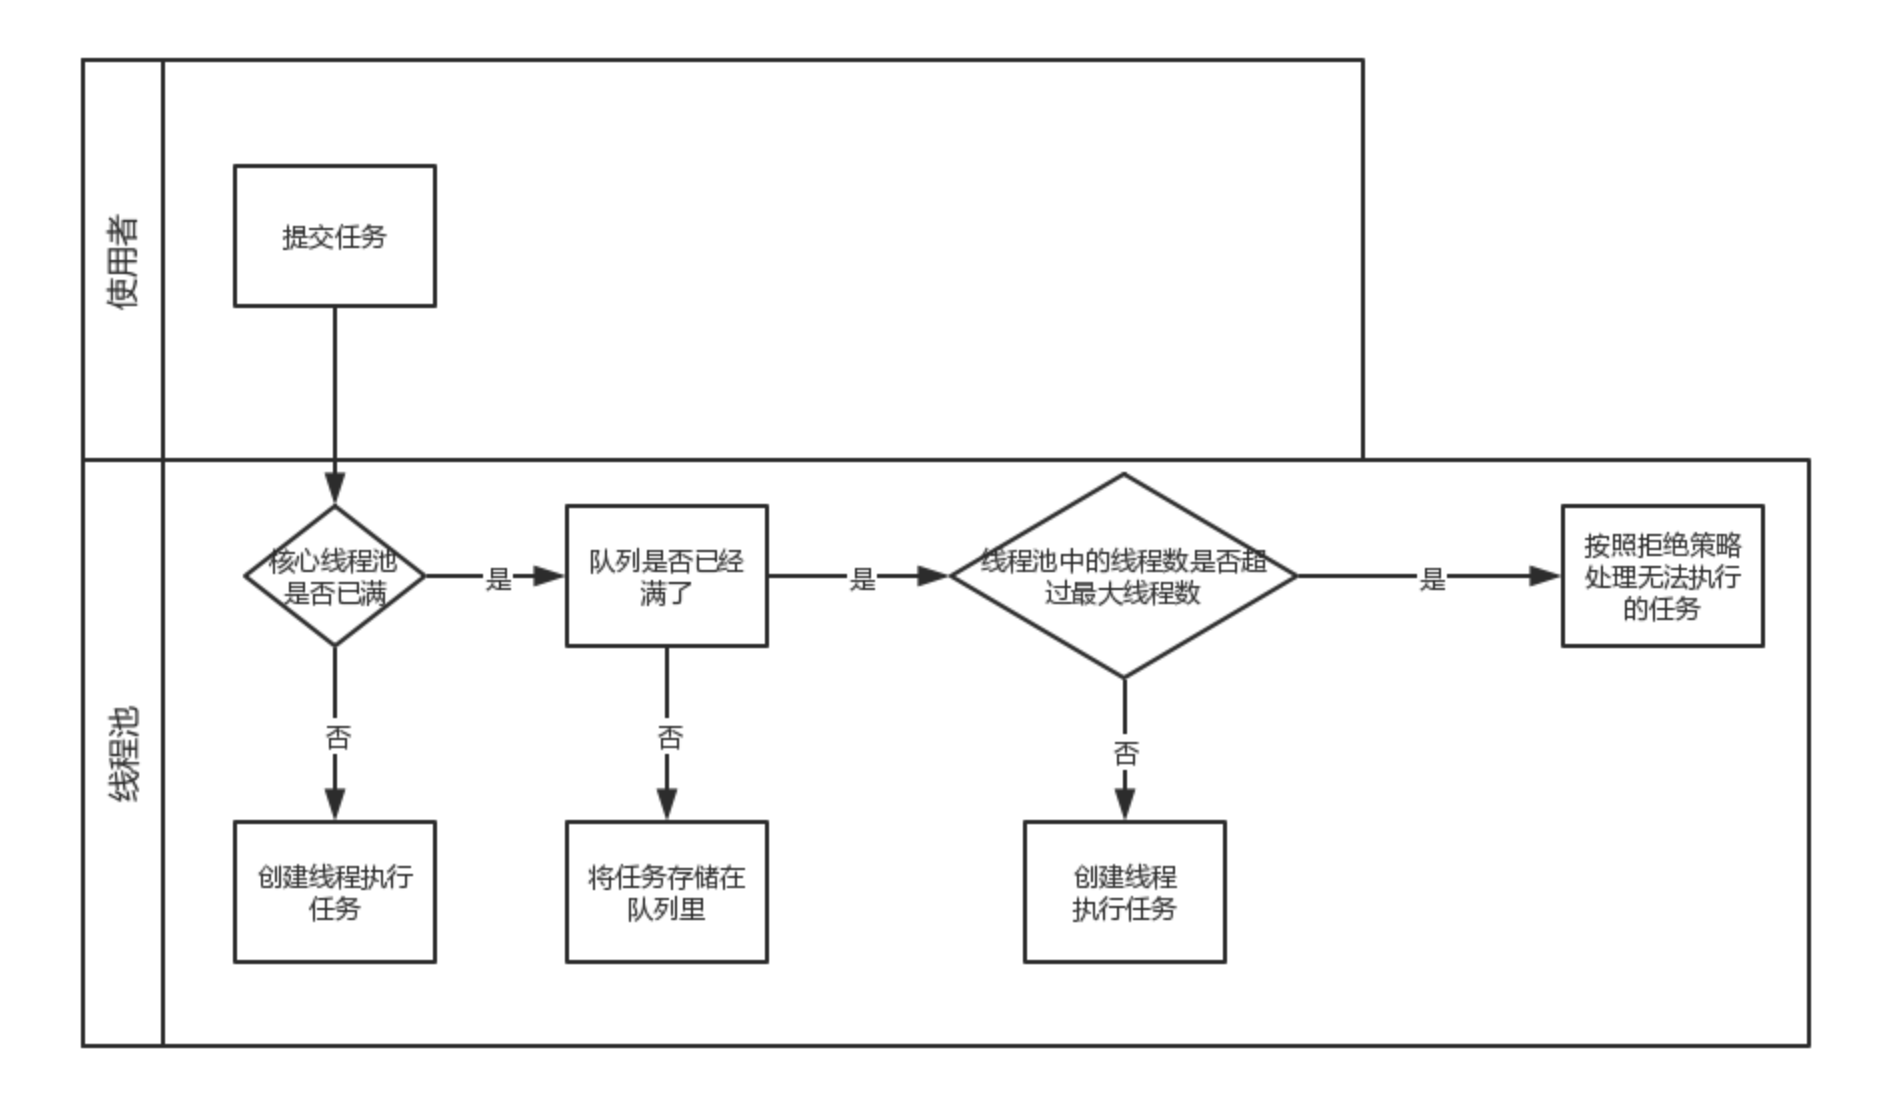 使用者
提交任务
线程池
核心线程池
是否已满
是
队列是否已经
满了
是
线程池中的线程数是否超
过最大线程数
是
按照拒绝策略
处理无法执行
的任务
否
否
否
创建线程执行
任务
将任务存储在
队列里
创建线程
执行任务